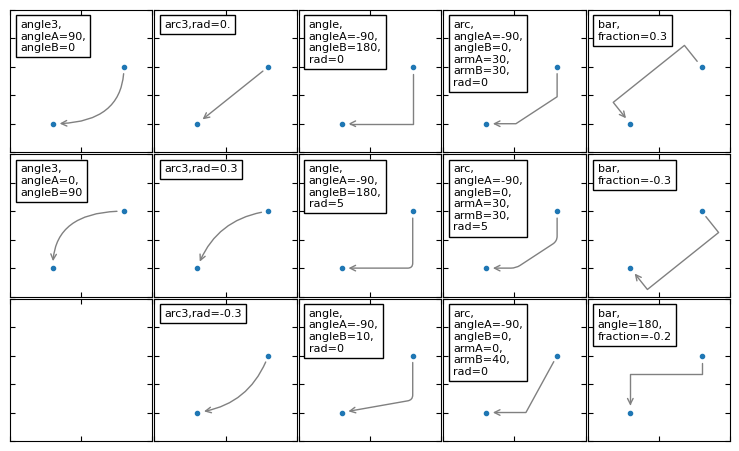 angle3,
angleA=90,
angleB=0
arc3,rad=0.
angle,
angleA=-90,
angleB=180,
rad=0
arc,
angleA=-90,
angleB=0,
armA=30,
armB=30,
rad=0
bar,
fraction=0.3
angle3,
angleA=0,
angleB=90
arc3,rad=0.3
angle,
angleA=-90,
angleB=180,
rad=5
arc,
angleA=-90,
angleB=0,
armA=30,
armB=30,
rad=5
bar,
fraction=-0.3
arc3,rad=-0.3
angle,
angleA=-90,
angleB=10,
rad=0
arc,
angleA=-90,
angleB=0,
armA=0,
armB=40,
rad=0
bar,
angle=180,
fraction=-0.2